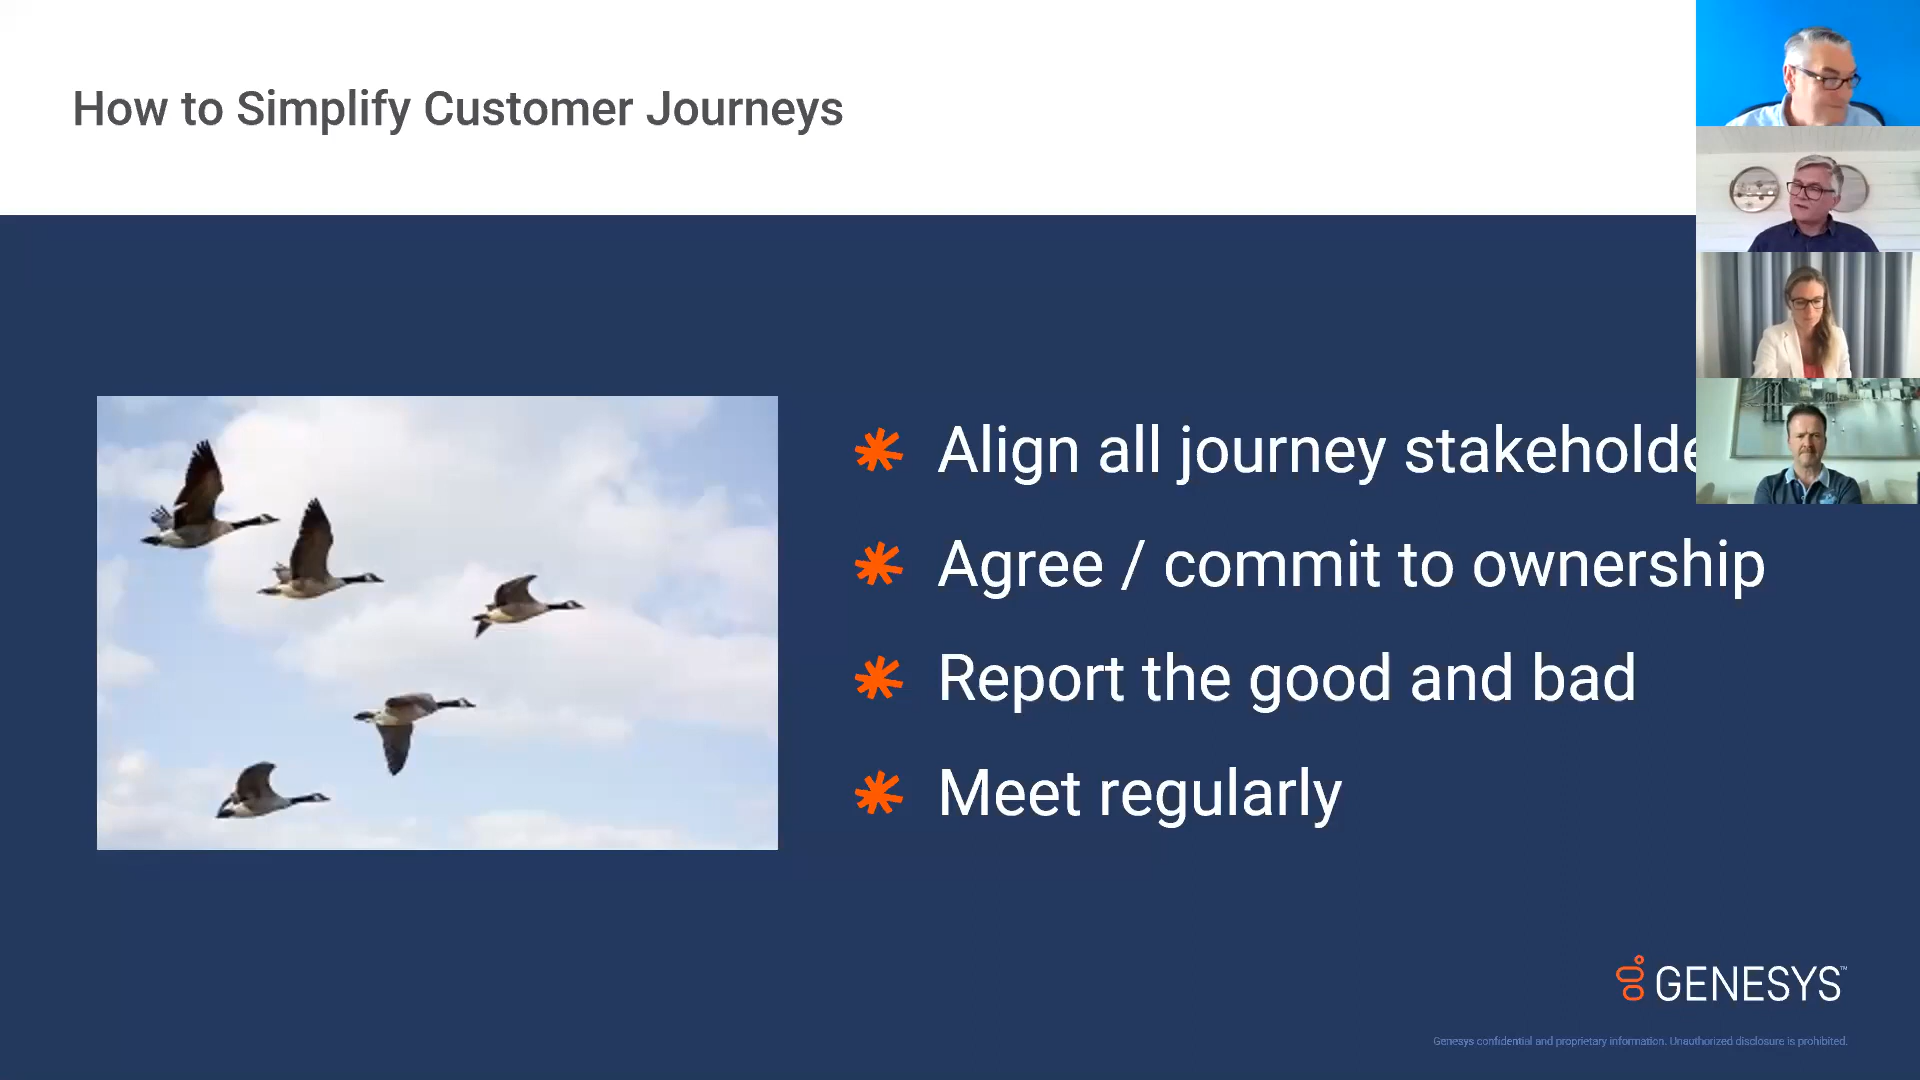 How to Simplify Customer Journeys
Align all journey stakeholde
Agree / commit to ownership
Report the good and bad
Meet regularly
GENESYS™
Genesys confidential and proprietary information. Unauthorized disclosure is prohibited.